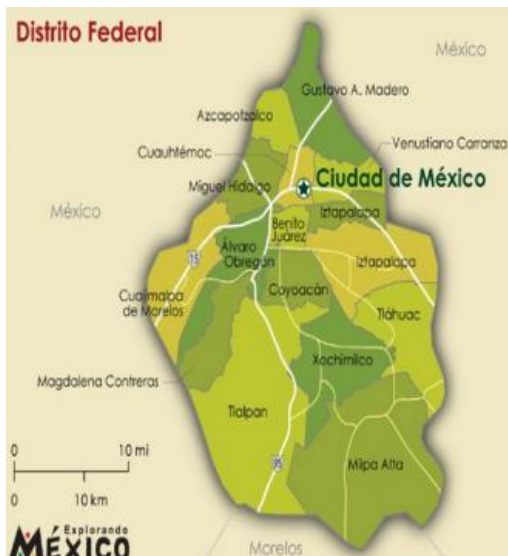 Distrito Federal
México
Gustavo A. Madero
Azcapotzalco
Venustiano Carranza
Cuauhtémoc
Ciudad de México
Miguel Hidalgo
México
Iztapalapa
Benito
Juárez
Álvaro
Obregón
Iztapalapa
15
Coyoacán
Cuajimalpa
de Morelos
Tláhuac
Xochimilco
Magdalena Contreras
Tlalpan
0 10 mi
Milpa Alta
95
0 10 km
Explorando
MÉXICO
Morelos